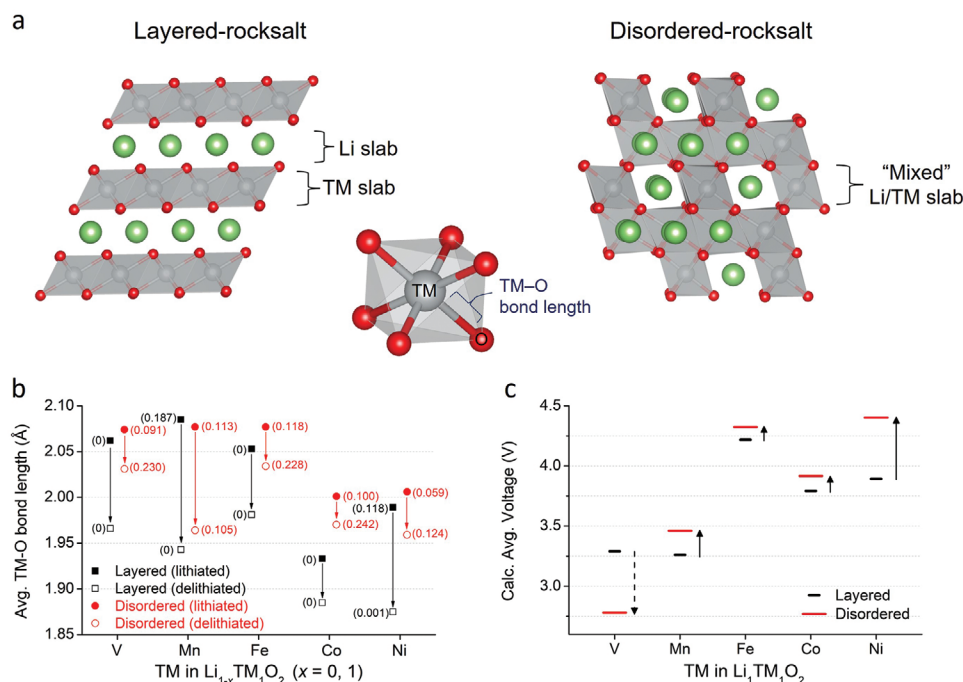 a
Layered-rocksalt
Disordered-rocksalt
Li slab
TM slab
"Mixed"
Li/TM slab
TM
TM–O
bond length
O
b
Avg. TM-O bond length (Å)
2.10
2.05
2.00
1.95
1.90
1.85
(0)
(0.091)
(0.230)
(0)
(0.187)
(0.113)
(0.105)
(0)
(0)
(0.118)
(0.228)
(0)
(0)
(0.100)
(0.242)
(0)
(0.118)
(0.059)
(0.124)
(0.001)
Layered (lithiated)
Layered (delithiated)
Disordered (lithiated)
Disordered (delithiated)
V Mn Fe Co Ni
TM in Li1-xTM1O2 (x = 0, 1)
c
Calc. Avg. Voltage (V)
4.5
4.0
3.5
3.0
Layered
Disordered
V Mn Fe Co Ni
TM in Li1TM1O2